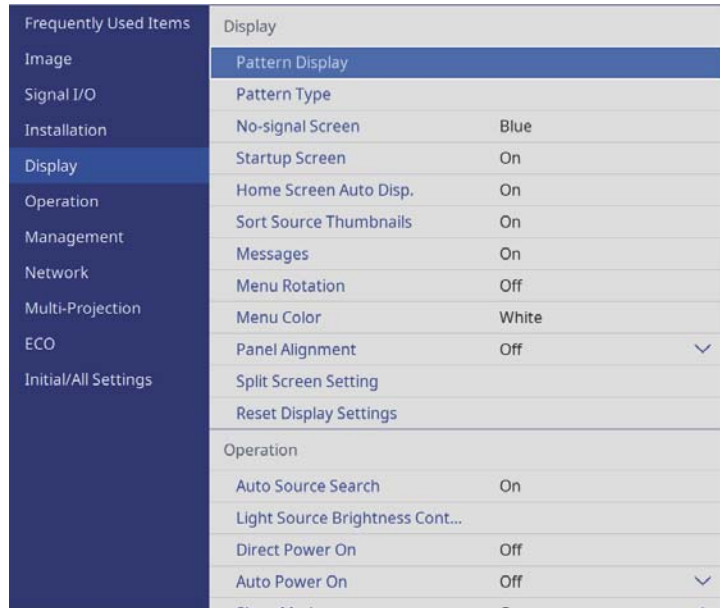 Frequently Used Items
Image
Signal I/O
Installation
Display
Operation
Management
Network
Multi-Projection
ECO
Initial/All Settings
Display
Pattern Display
Pattern Type
No-signal Screen Blue
Startup Screen On
Home Screen Auto Disp. On
Sort Source Thumbnails On
Messages On
Menu Rotation Off
Menu Color White
Panel Alignment Off
Split Screen Setting
Reset Display Settings
Operation
Auto Source Search On
Light Source Brightness Cont...
Direct Power On Off
Auto Power On Off